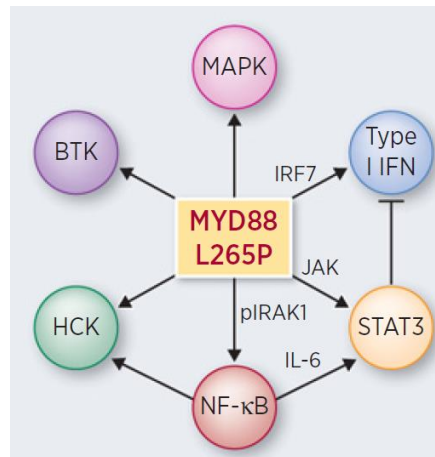 MAPK
BTK
Type
I IFN
IRF7
MYD88
L265P
JAK
pIRAK1
HCK
STAT3
IL-6
NF-κB